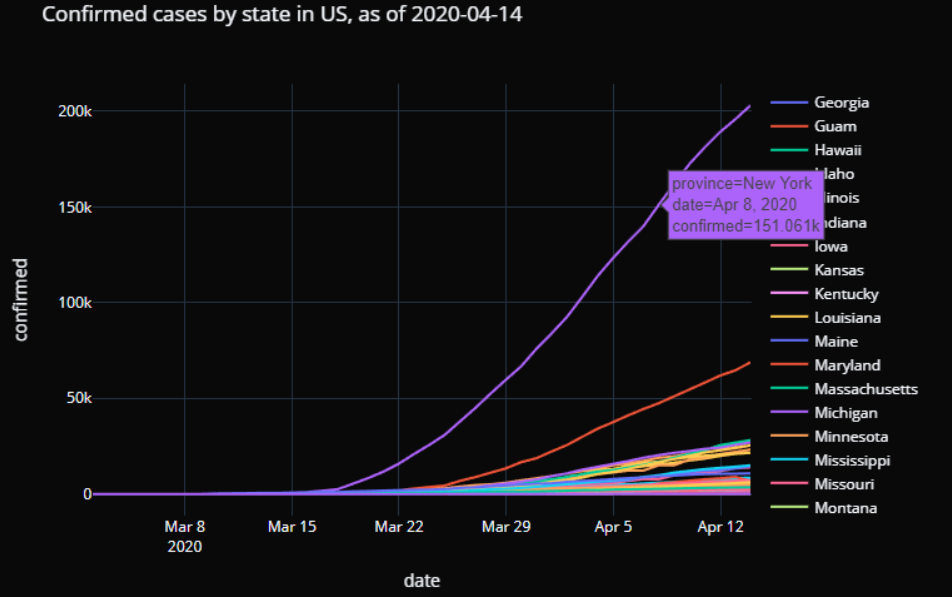 Confirmed cases by state in US, as of 2020-04-14
200k
150k
100k
50k
0
confirmed
Mar 8
2020
Mar 15
Mar 22
Mar 29
Apr 5
Apr 12
date
province=New York
date=Apr 8, 2020
confirmed=151.061k
Georgia
Guam
Hawaii
Iowa
Kansas
Kentucky
Louisiana
Maine
Maryland
Massachusetts
Michigan
Minnesota
Mississippi
Missouri
Montana